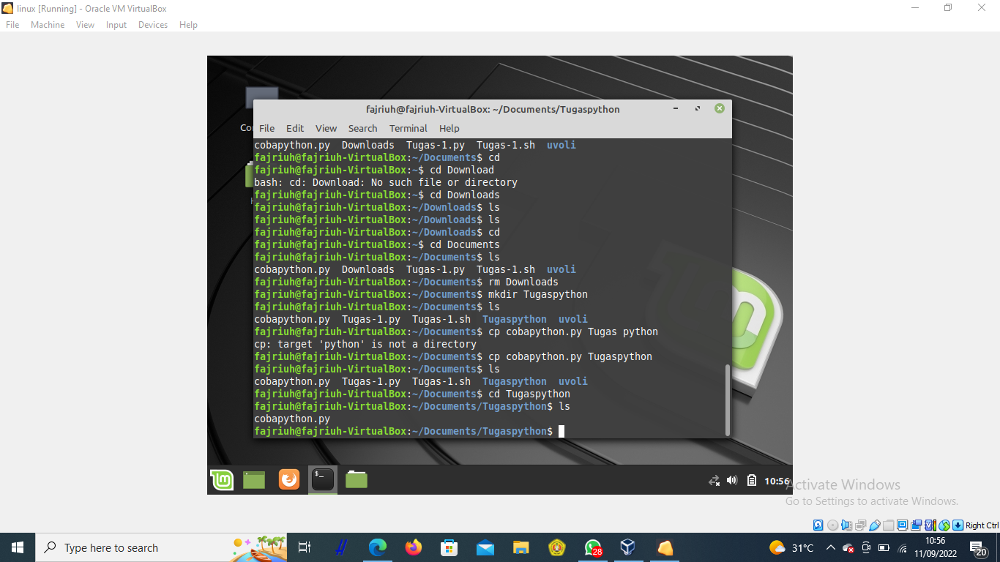 linux [Running] - Oracle VM VirtualBox
File Machine View Input Devices Help
fajriuh@fajriuh-VirtualBox: ~/Documents/Tugaspython
File Edit View Search Terminal Help
cobapython.py  Downloads  Tugas-1.py  Tugas-1.sh  uvoli
fajriuh@fajriuh-VirtualBox:~/Documents$ cd
fajriuh@fajriuh-VirtualBox:~$ cd Download
bash: cd: Download: No such file or directory
fajriuh@fajriuh-VirtualBox:~$ cd Downloads
fajriuh@fajriuh-VirtualBox:~/Downloads$ ls
fajriuh@fajriuh-VirtualBox:~/Downloads$ ls
fajriuh@fajriuh-VirtualBox:~/Downloads$ cd
fajriuh@fajriuh-VirtualBox:~$ cd Documents
fajriuh@fajriuh-VirtualBox:~/Documents$ ls
cobapython.py  Downloads  Tugas-1.py  Tugas-1.sh  uvoli
fajriuh@fajriuh-VirtualBox:~/Documents$ rm Downloads
fajriuh@fajriuh-VirtualBox:~/Documents$ mkdir Tugaspython
fajriuh@fajriuh-VirtualBox:~/Documents$ ls
cobapython.py  Tugas-1.py  Tugas-1.sh  Tugaspython  uvoli
fajriuh@fajriuh-VirtualBox:~/Documents$ cp cobapython.py Tugas python
cp: target 'python' is not a directory
fajriuh@fajriuh-VirtualBox:~/Documents$ cp cobapython.py Tugaspython
fajriuh@fajriuh-VirtualBox:~/Documents$ ls
cobapython.py  Tugas-1.py  Tugas-1.sh  Tugaspython  uvoli
fajriuh@fajriuh-VirtualBox:~/Documents$ cd Tugaspython
fajriuh@fajriuh-VirtualBox:~/Documents/Tugaspython$ ls
cobapython.py
fajriuh@fajriuh-VirtualBox:~/Documents/Tugaspython$
10:56
Activate Windows
Go to Settings to activate Windows.
Right Ctrl
Type here to search
28
31°C
10:56
11/09/2022
20